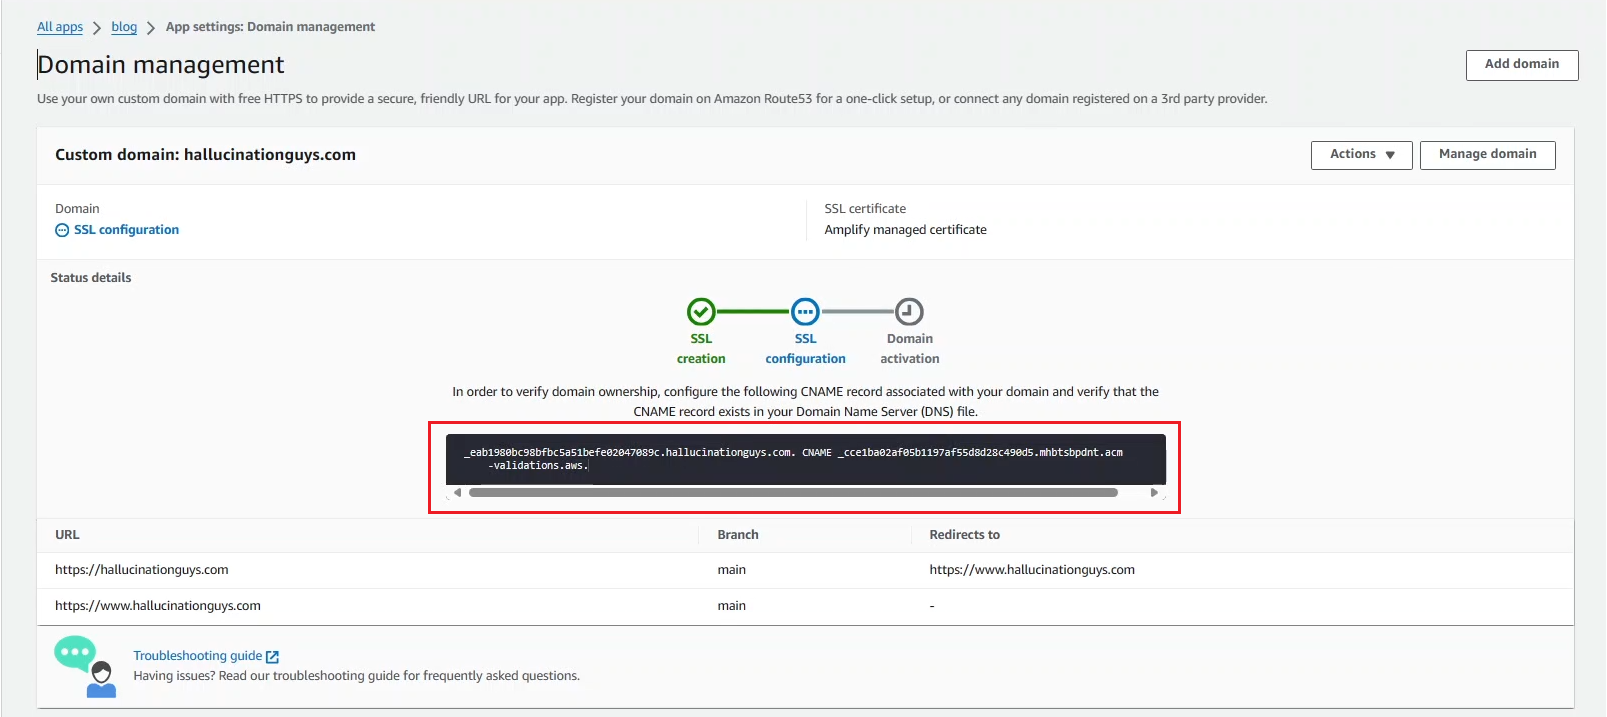 All apps > blog > App settings: Domain management
Domain management
Add domain
Use your own custom domain with free HTTPS to provide a secure, friendly URL for your app. Register your domain on Amazon Route53 for a one-click setup, or connect any domain registered on a 3rd party provider.
Custom domain: hallucinationguys.com
Actions
Manage domain
Domain
SSL configuration
SSL certificate
Amplify managed certificate
Status details
SSL
creation
SSL
configuration
Domain
activation
In order to verify domain ownership, configure the following CNAME record associated with your domain and verify that the
CNAME record exists in your Domain Name Server (DNS) file.
_eab1980bc98bfbc5a51befe02047089c.hallucinationguys.com. CNAME _cce1ba02af05b1197af55d8d28c490d5.mhbtsbpdnt.acm
-validations.aws.
URL Branch Redirects to
https://hallucinationguys.com main https://www.hallucinationguys.com
https://www.hallucinationguys.com main -
Troubleshooting guide
Having issues? Read our troubleshooting guide for frequently asked questions.